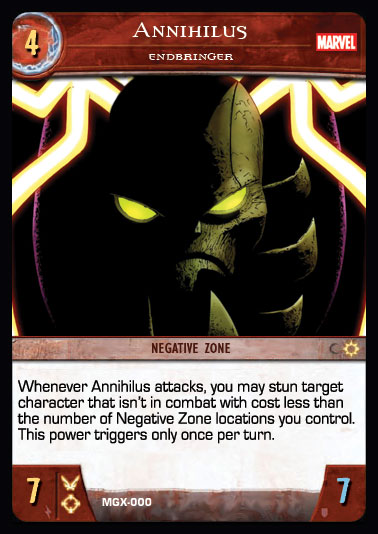 4
ANNIHILUS
ENDBRINGER
MARVEL
NEGATIVE ZONE
C
Whenever Annihilus attacks, you may stun target
character that isn't in combat with cost less than
the number of Negative Zone locations you control.
This power triggers only once per turn.
7
MGX-000
7